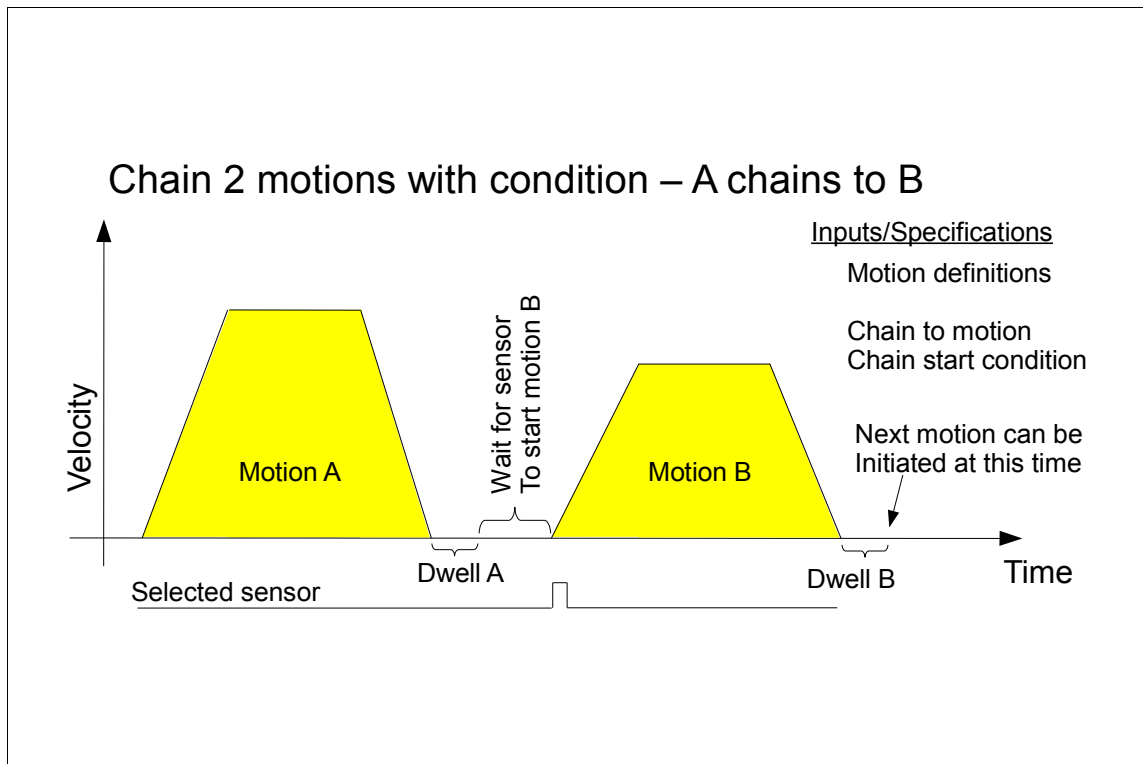 Chain 2 motions with condition – A chains to B
Inputs/Specifications
Motion definitions
Chain to motion
Chain start condition
Next motion can be
Initiated at this time
Velocity
Motion A
Wait for sensor
To start motion B
Motion B
Dwell A
Dwell B
Time
Selected sensor